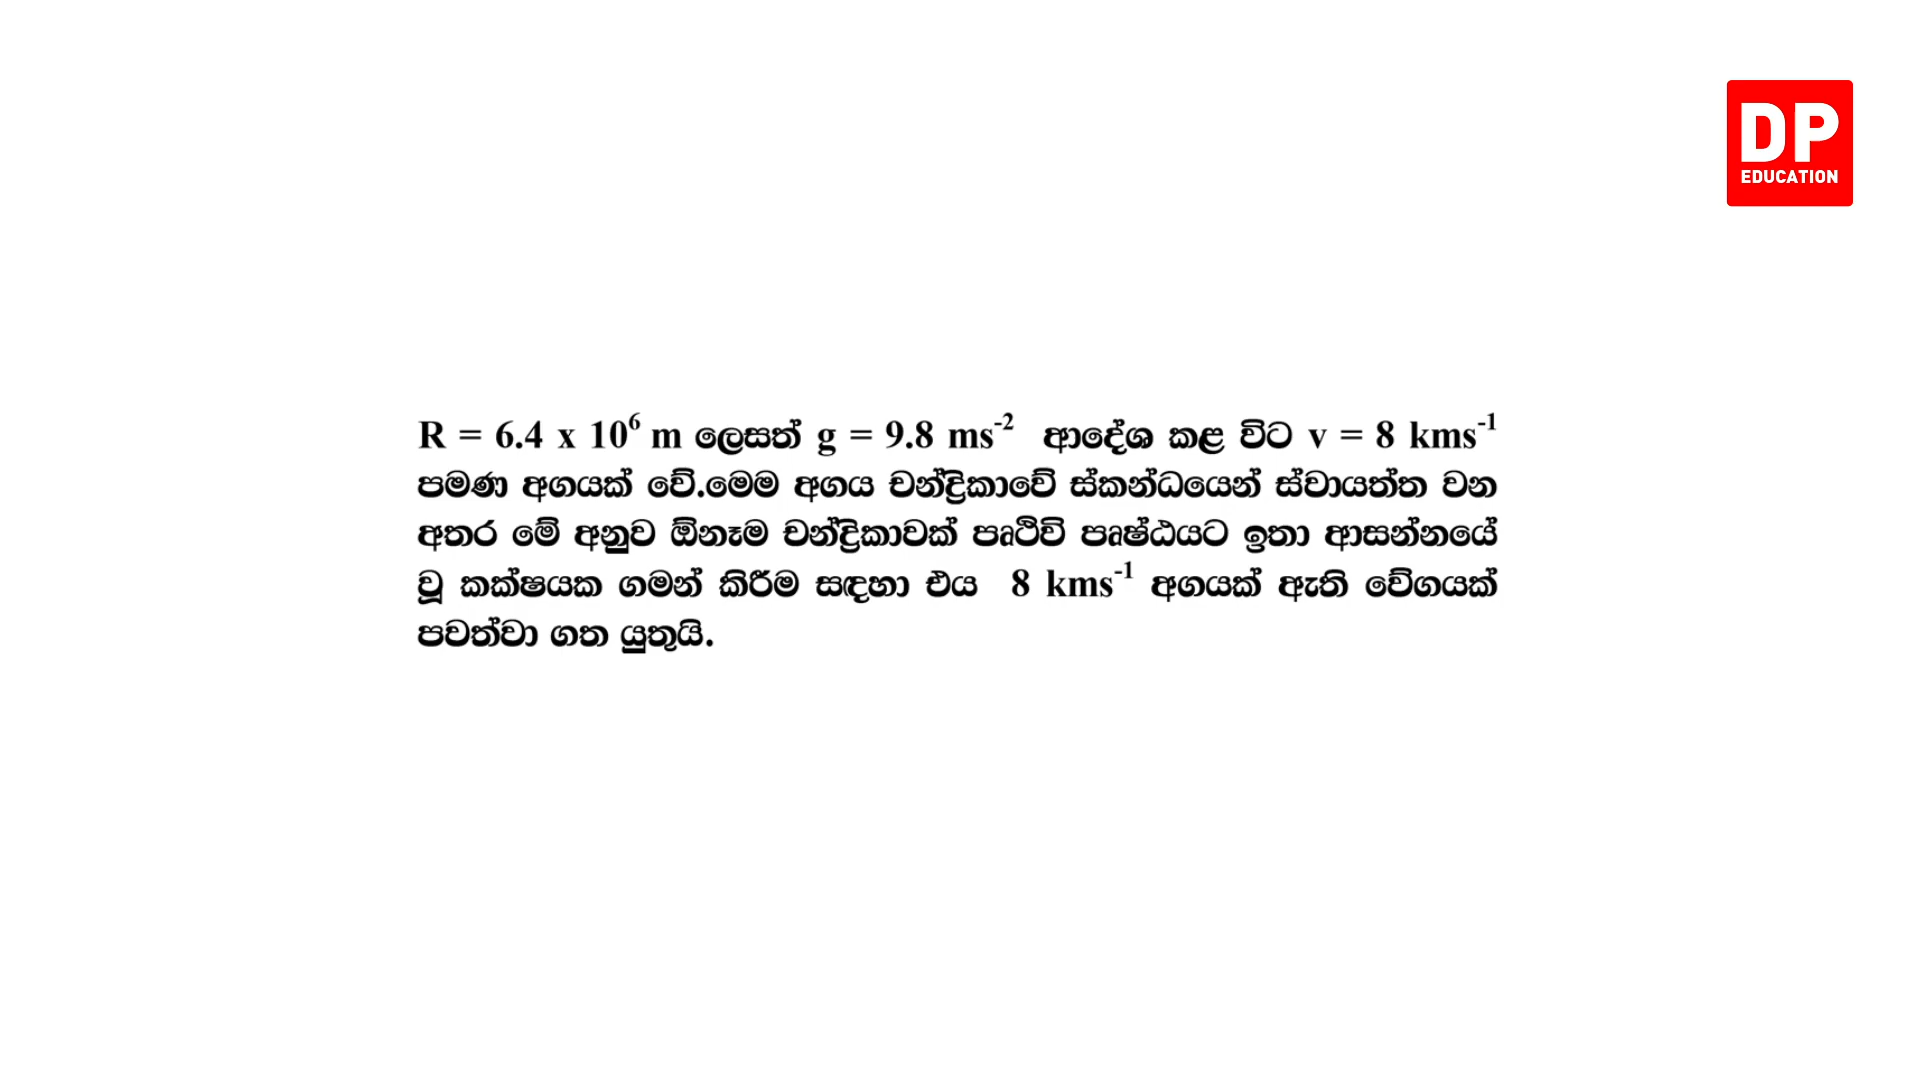 DP
EDUCATION
R = 6.4 x 10⁶ m ලෙසත් g = 9.8 ms⁻² ආදේශ කළ විට v = 8 kms⁻¹
පමණ අගයක් වේ.මෙම අගය චන්ද්‍රිකාවේ ස්කන්ධයෙන් ස්වායත්ත වන
අතර මේ අනුව ඕනෑම චන්ද්‍රිකාවක් පෘථිවි පෘෂ්ඨයට ඉතා ආසන්නයේ
වූ කක්ෂයක ගමන් කිරීම සඳහා එය 8 kms⁻¹ අගයක් ඇති වේගයක්
පවත්වා ගත යුතුයි.